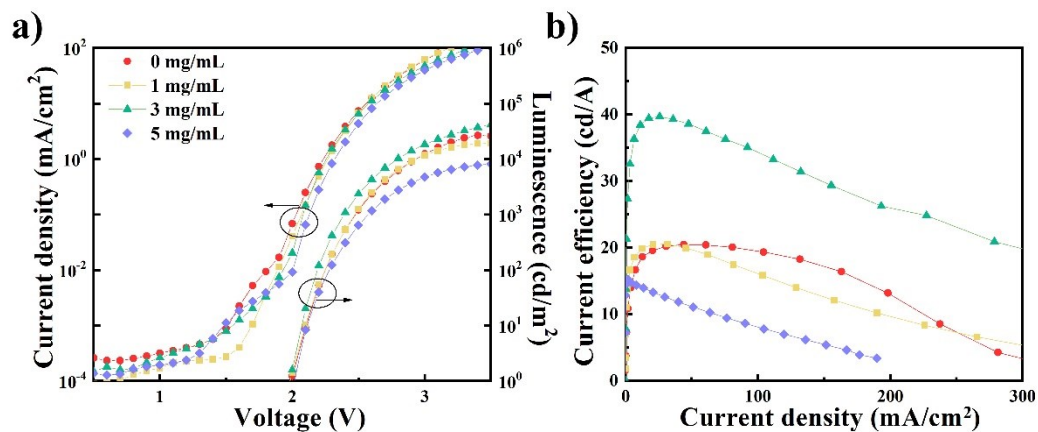 a)
Current density (mA/cm²)
10²
10⁰
10⁻²
10⁻⁴
0 mg/mL
1 mg/mL
3 mg/mL
5 mg/mL
10⁶
10⁵
10⁴
10³
10²
10¹
10⁰
Luminescence (cd/m²)
1
2
3
Voltage (V)
b)
Current efficiency (cd/A)
50
40
30
20
10
0
0
100
200
300
Current density (mA/cm²)